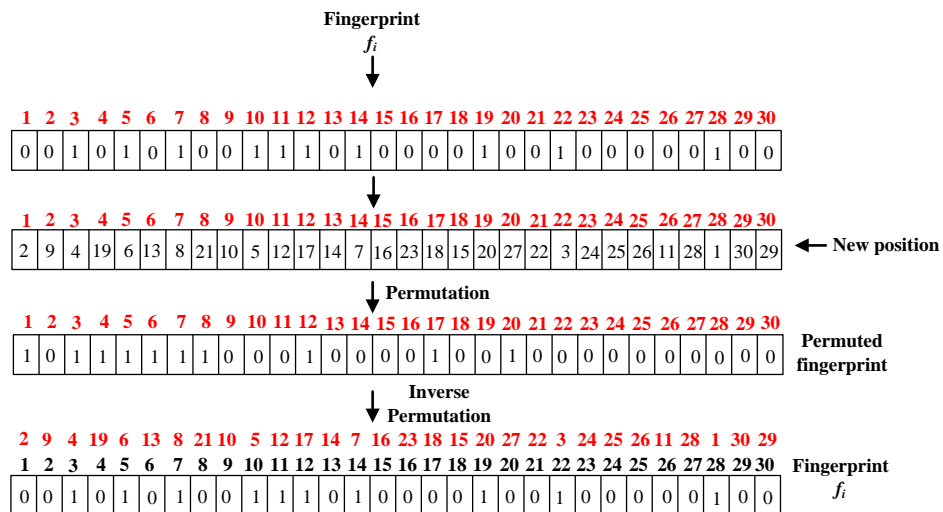 Fingerprint
f_i
1 2 3 4 5 6 7 8 9 10 11 12 13 14 15 16 17 18 19 20 21 22 23 24 25 26 27 28 29 30
0 0 1 0 1 0 1 0 0 1 1 1 0 1 0 0 0 0 1 0 0 1 0 0 0 0 0 1 0 0
1 2 3 4 5 6 7 8 9 10 11 12 13 14 15 16 17 18 19 20 21 22 23 24 25 26 27 28 29 30
2 9 4 19 6 13 8 21 10 5 12 17 14 7 16 23 18 15 20 27 22 3 24 25 26 11 28 1 30 29
New position
Permutation
1 2 3 4 5 6 7 8 9 10 11 12 13 14 15 16 17 18 19 20 21 22 23 24 25 26 27 28 29 30
1 0 1 1 1 1 1 1 0 0 0 1 0 0 0 0 1 0 0 1 0 0 0 0 0 0 0 0 0 0
Permuted
fingerprint
Inverse
Permutation
2 9 4 19 6 13 8 21 10 5 12 17 14 7 16 23 18 15 20 27 22 3 24 25 26 11 28 1 30 29
1 2 3 4 5 6 7 8 9 10 11 12 13 14 15 16 17 18 19 20 21 22 23 24 25 26 27 28 29 30
0 0 1 0 1 0 1 0 0 1 1 1 0 1 0 0 0 0 1 0 0 1 0 0 0 0 0 1 0 0
Fingerprint
f_i